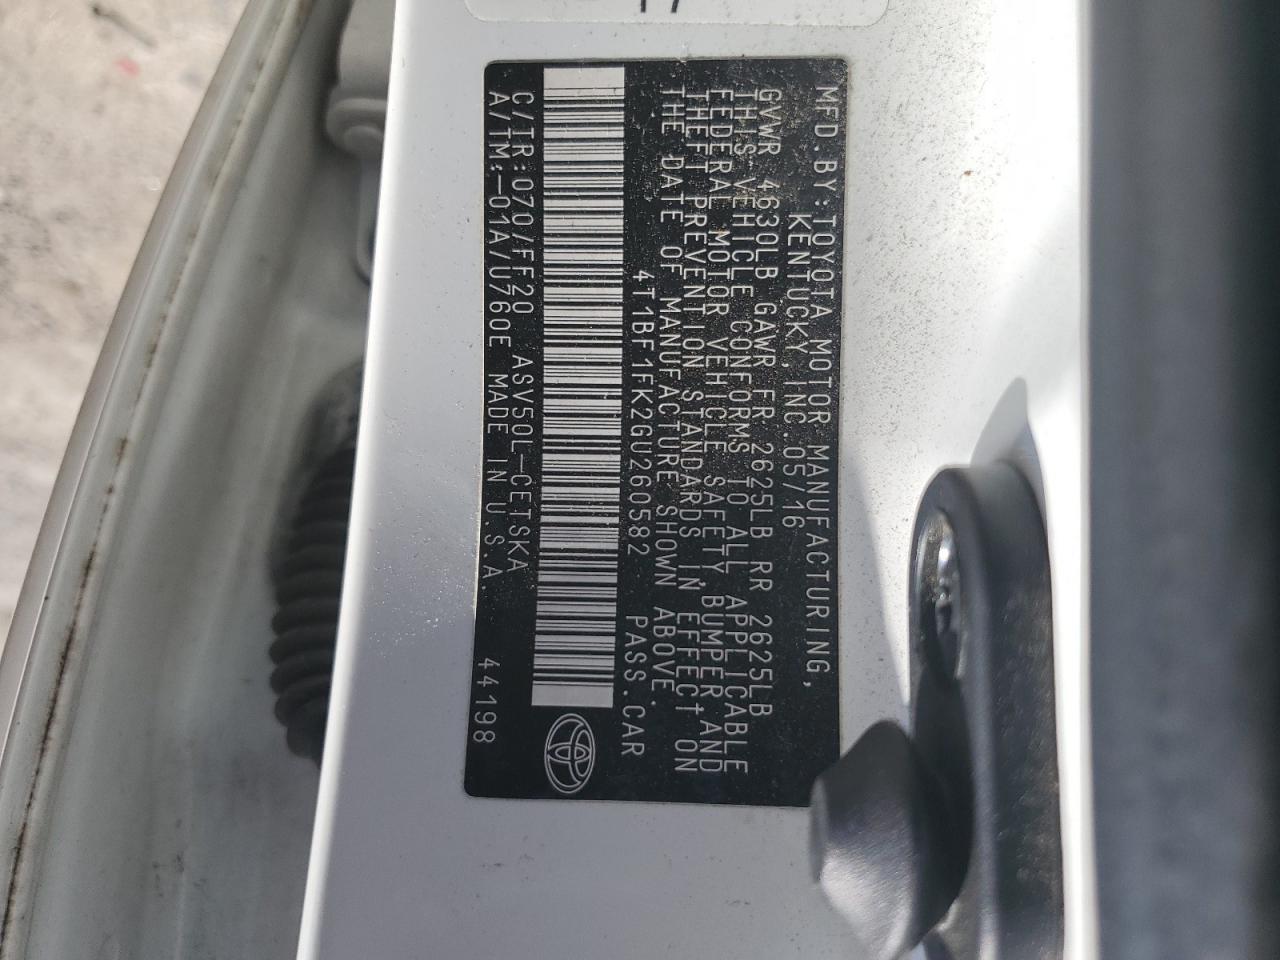 17
MFD.BY:TOYOTA MOTOR MANUFACTURING,
KENTUCKY,INC.05/16
GVWR 4630LB GAWR FR 2625LB RR 2625LB
THIS VEHICLE CONFORMS TO ALL APPLICABLE
FEDERAL MOTOR VEHICLE SAFETY,BUMPER,AND
THEFT PREVENTION STANDARDS IN EFFECT ON
THE DATE OF MANUFACTURE SHOWN ABOVE.
4T1BF1FK2GU260582 PASS.CAR
C/TR:070/FF20 ASV50L-CETSKA
A/TM:-01A/U760E MADE IN U.S.A. 44198